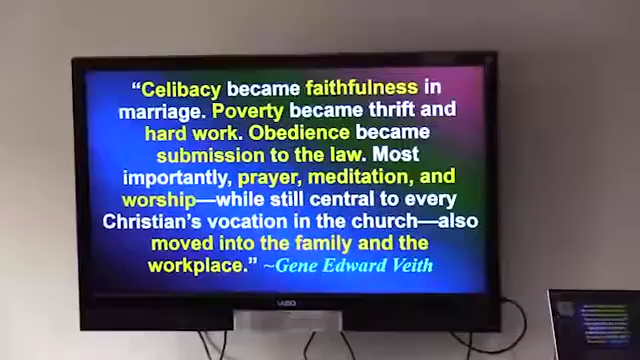 “Celibacy became faithfulness in
marriage. Poverty became thrift and
hard work. Obedience became
submission to the law. Most
importantly, prayer, meditation, and
worship—while still central to every
Christian’s vocation in the church—also
moved into the family and the
workplace.” ~Gene Edward Veith
VIZIO